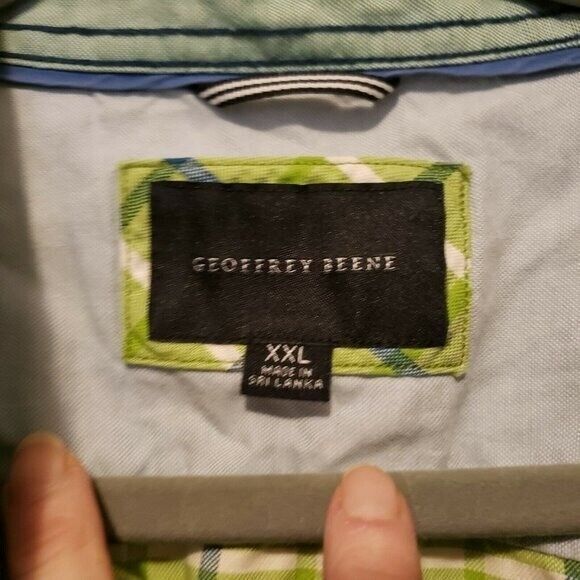 GEOFFREY BEENE
XXL
MADE IN
SRI LANKA